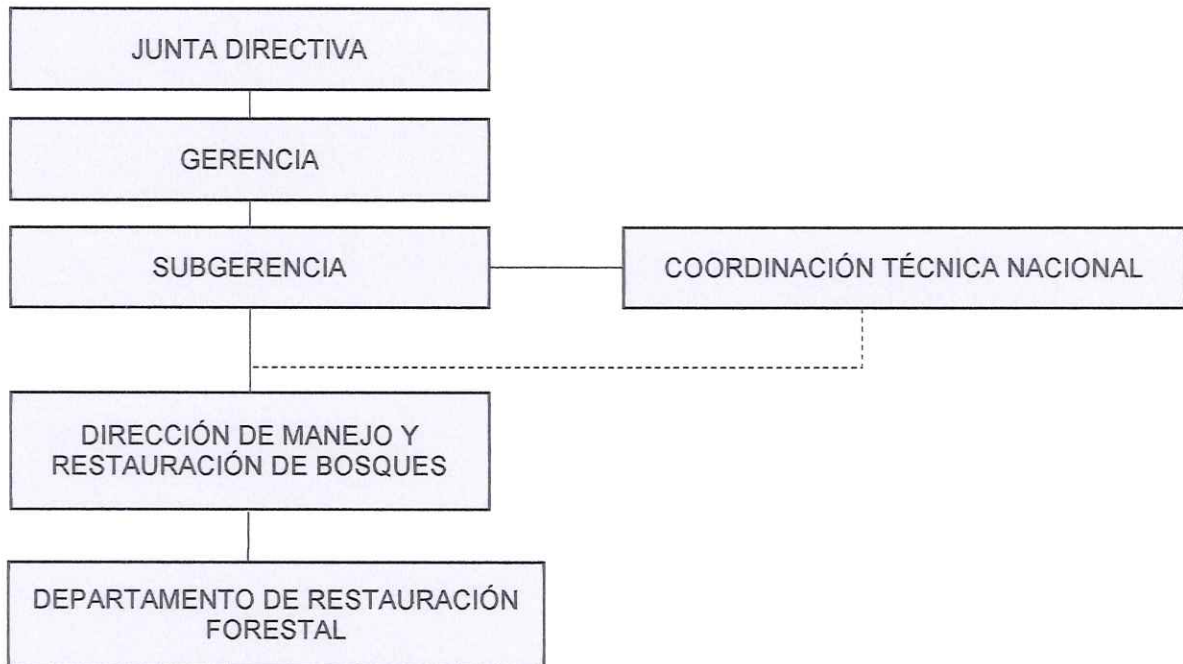 JUNTA DIRECTIVA
GERENCIA
SUBGERENCIA
COORDINACIÓN TÉCNICA NACIONAL
DIRECCIÓN DE MANEJO Y
RESTAURACIÓN DE BOSQUES
DEPARTAMENTO DE RESTAURACIÓN
FORESTAL